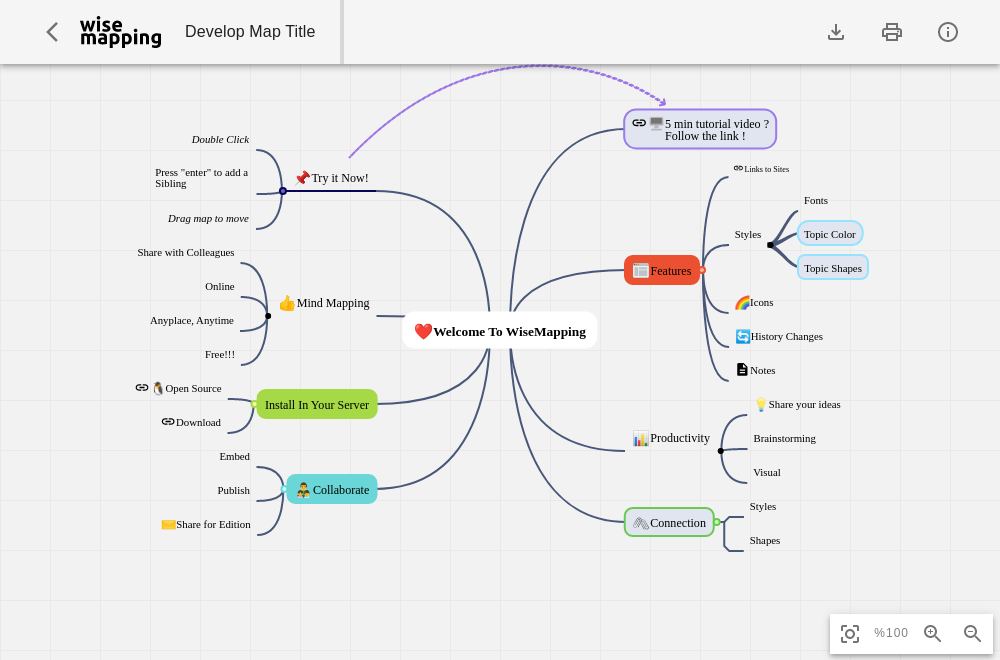 wise
mapping
Develop Map Title
5 min tutorial video ?
Follow the link !
Double Click
Press "enter" to add a
Sibling
Drag map to move
Try it Now!
Links to Sites
Fonts
Styles
Topic Color
Topic Shapes
Features
Icons
History Changes
Notes
Share with Colleagues
Online
Anyplace, Anytime
Free!!!
Mind Mapping
Welcome To WiseMapping
Open Source
Download
Install In Your Server
Share your ideas
Brainstorming
Visual
Productivity
Embed
Publish
Share for Edition
Collaborate
Connection
Styles
Shapes
%100